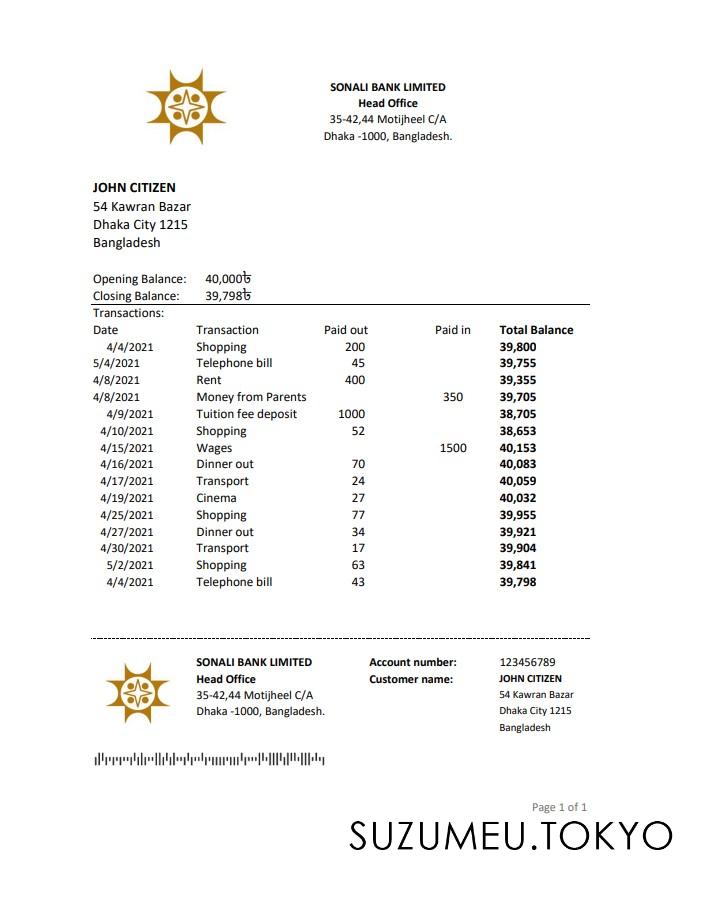 SONALI BANK LIMITED
Head Office
35-42,44 Motijheel C/A
Dhaka -1000, Bangladesh.
JOHN CITIZEN
54 Kawran Bazar
Dhaka City 1215
Bangladesh
Opening Balance: 40,000৳
Closing Balance: 39,798৳
Transactions:
Date Transaction Paid out Paid in Total Balance
4/4/2021 Shopping 200 39,800
5/4/2021 Telephone bill 45 39,755
4/8/2021 Rent 400 39,355
4/8/2021 Money from Parents 350 39,705
4/9/2021 Tuition fee deposit 1000 38,705
4/10/2021 Shopping 52 38,653
4/15/2021 Wages 1500 40,153
4/16/2021 Dinner out 70 40,083
4/17/2021 Transport 24 40,059
4/19/2021 Cinema 27 40,032
4/25/2021 Shopping 77 39,955
4/27/2021 Dinner out 34 39,921
4/30/2021 Transport 17 39,904
5/2/2021 Shopping 63 39,841
4/4/2021 Telephone bill 43 39,798
SONALI BANK LIMITED Account number: 123456789
Head Office Customer name: JOHN CITIZEN
35-42,44 Motijheel C/A 54 Kawran Bazar
Dhaka -1000, Bangladesh. Dhaka City 1215
Bangladesh
Page 1 of 1
SUZUMEU.TOKYO